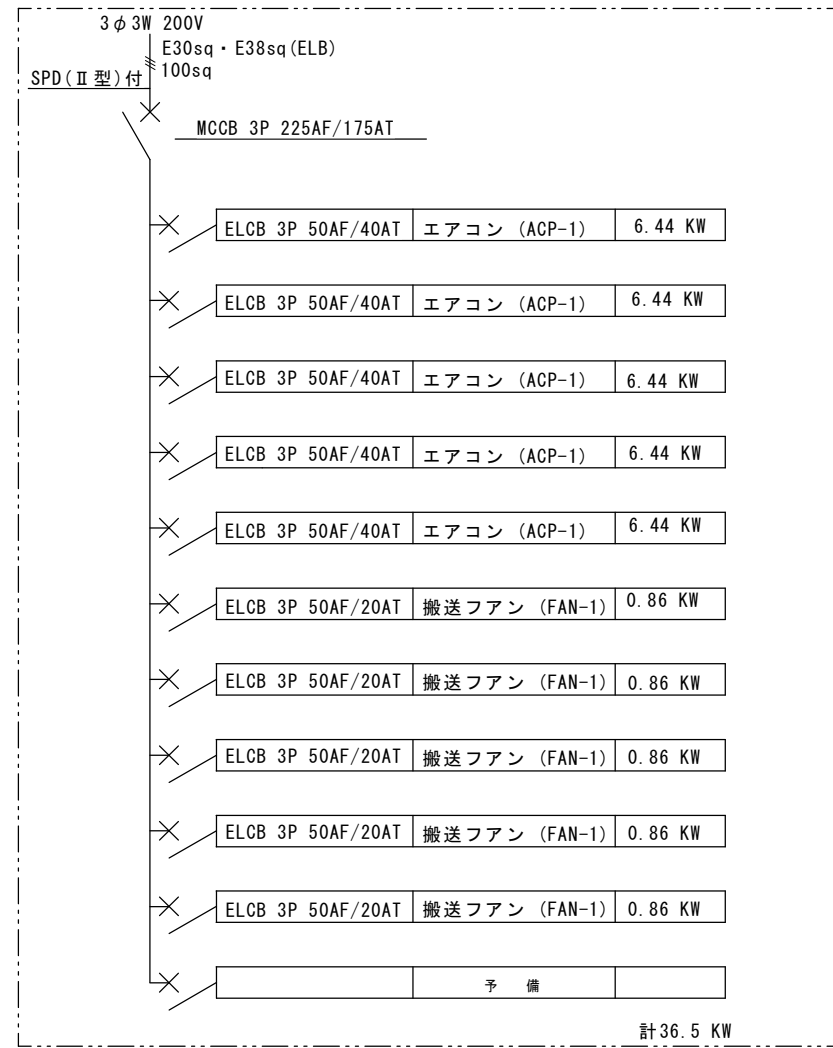 3φ3W 200V
E30sq・E38sq(ELB)
100sq
SPD(Ⅱ型)付
MCCB 3P 225AF/175AT
ELCB 3P 50AF/40AT エアコン (ACP-1) 6.44 KW
ELCB 3P 50AF/40AT エアコン (ACP-1) 6.44 KW
ELCB 3P 50AF/40AT エアコン (ACP-1) 6.44 KW
ELCB 3P 50AF/40AT エアコン (ACP-1) 6.44 KW
ELCB 3P 50AF/40AT エアコン (ACP-1) 6.44 KW
ELCB 3P 50AF/20AT 搬送フアン (FAN-1) 0.86 KW
ELCB 3P 50AF/20AT 搬送フアン (FAN-1) 0.86 KW
ELCB 3P 50AF/20AT 搬送フアン (FAN-1) 0.86 KW
ELCB 3P 50AF/20AT 搬送フアン (FAN-1) 0.86 KW
ELCB 3P 50AF/20AT 搬送フアン (FAN-1) 0.86 KW
予 備
計36.5 KW